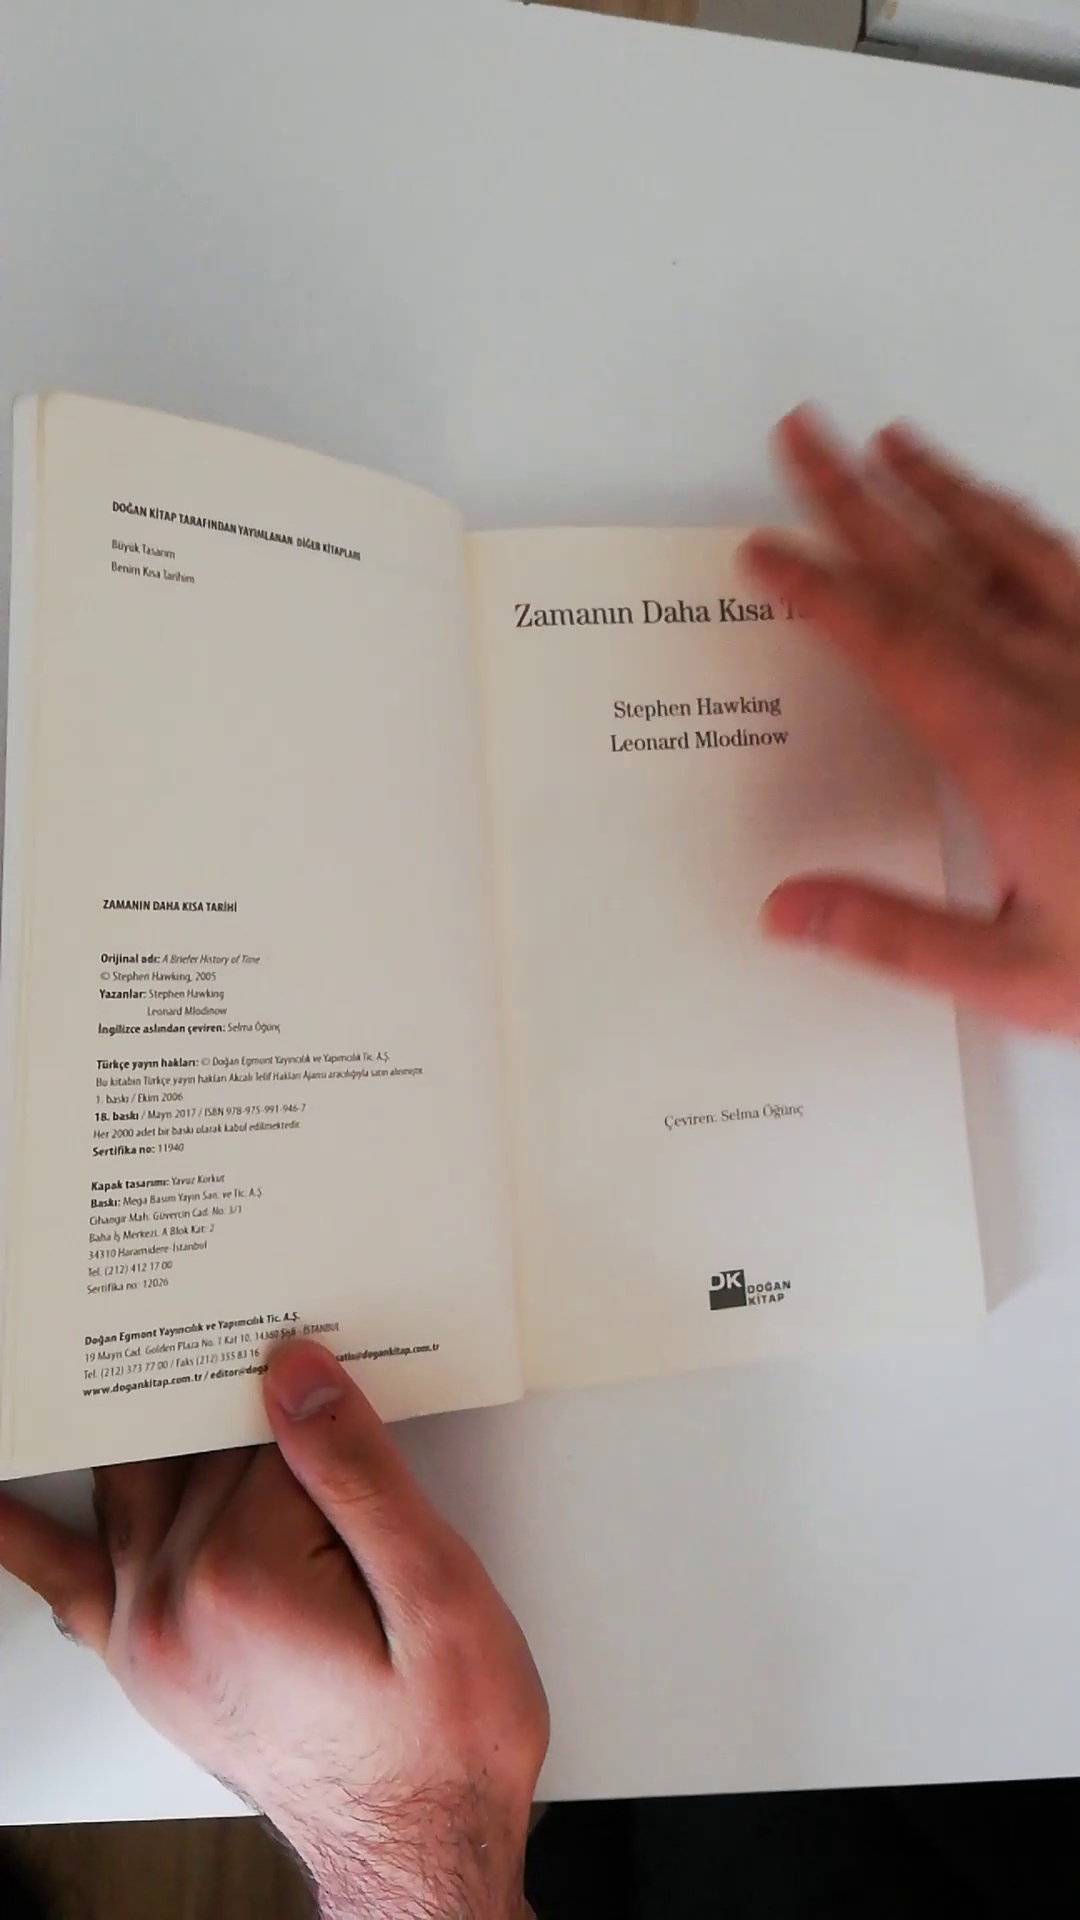 DOĞAN KİTAP TARAFINDAN YAYIMLANAN DİĞER KİTAPLARI
Büyük Tasarım
Benim Kısa Tarihim
ZAMANIN DAHA KISA TARİHİ
Orijinal adı: A Briefer History of Time
© Stephen Hawking, 2005
Yazanlar: Stephen Hawking
Leonard Mlodinow
İngilizce aslından çeviren: Selma Öğünç
Türkçe yayın hakları: © Doğan Egmont Yayıncılık ve Yapımcılık Tic. A.Ş.
Bu kitabın Türkçe yayın hakları Akcalı Telif Hakları Ajansı aracılığıyla satın alınmıştır.
1. baskı / Ekim 2006
18. baskı / Mayıs 2017 / ISBN 978-975-991-946-7
Her 2000 adet bir baskı olarak kabul edilmektedir.
Sertifika no: 11940
Kapak tasarımı: Yavuz Korkut
Baskı: Mega Basım Yayın San. ve Tic. A.Ş.
Cihangir Mah. Güvercin Cad. No: 3/1
Baha İş Merkezi. A Blok Kat: 2
34310 Haramidere-İstanbul
Tel. (212) 412 17 00
Sertifika no: 12026
Doğan Egmont Yayıncılık ve Yapımcılık Tic. A.Ş.
19 Mayıs Cad. Golden Plaza No. 1 Kat 10, 34360 Şişli - İSTANBUL
Tel. (212) 373 77 00 / Faks (212) 355 83 16
www.dogankitap.com.tr / editor@doga satis@dogankitap.com.tr
Zamanın Daha Kısa
Stephen Hawking
Leonard Mlodinow
Çeviren: Selma Öğünç
DK DOĞAN
KİTAP